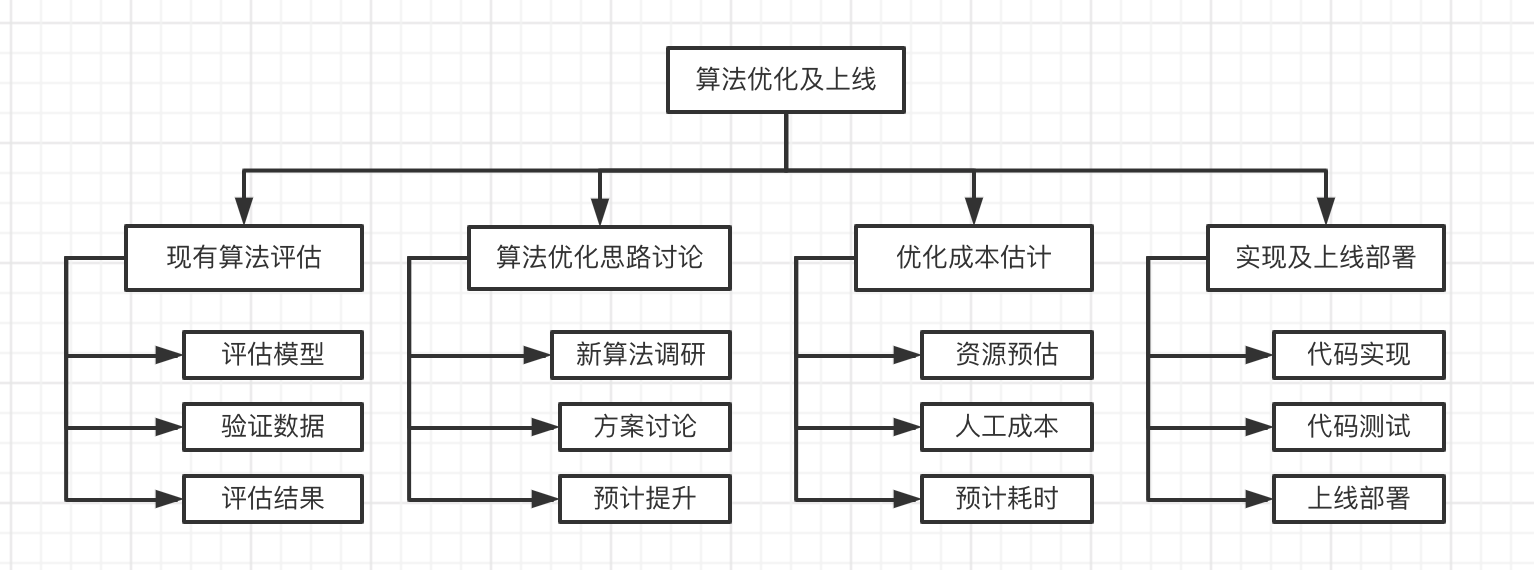 算法优化及上线
现有算法评估
算法优化思路讨论
优化成本估计
实现及上线部署
评估模型
新算法调研
资源预估
代码实现
验证数据
方案讨论
人工成本
代码测试
评估结果
预计提升
预计耗时
上线部署